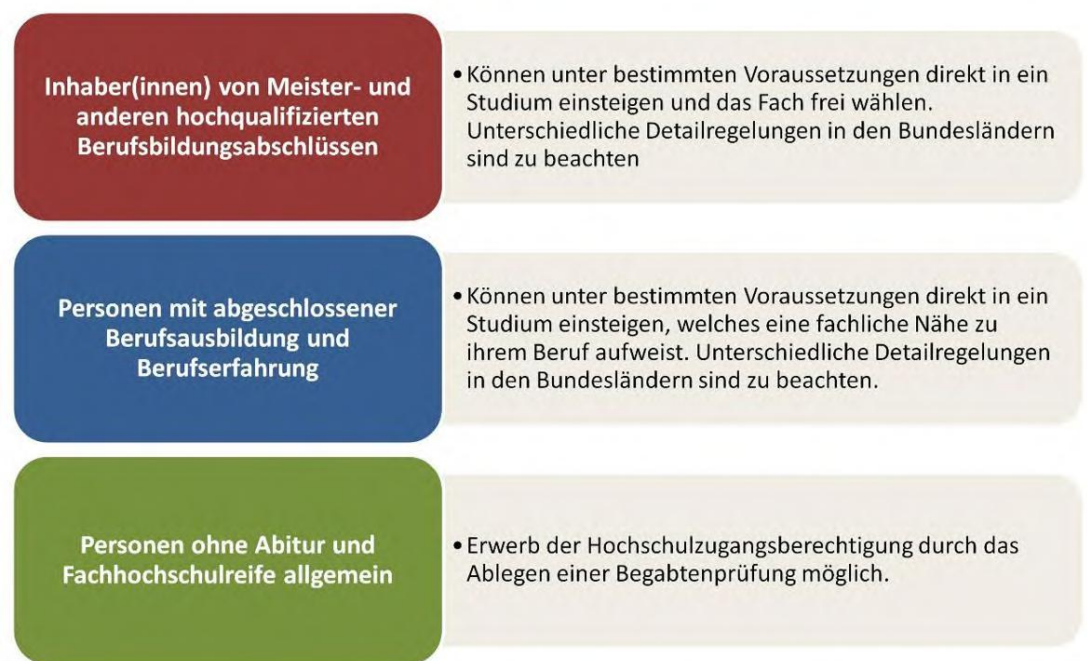 Inhaber(innen) von Meister- und
anderen hochqualifizierten
Berufsbildungsabschlüssen
• Können unter bestimmten Voraussetzungen direkt in ein
Studium einsteigen und das Fach frei wählen.
Unterschiedliche Detailregelungen in den Bundesländern
sind zu beachten
Personen mit abgeschlossener
Berufsausbildung und
Berufserfahrung
• Können unter bestimmten Voraussetzungen direkt in ein
Studium einsteigen, welches eine fachliche Nähe zu
ihrem Beruf aufweist. Unterschiedliche Detailregelungen
in den Bundesländern sind zu beachten.
Personen ohne Abitur und
Fachhochschulreife allgemein
• Erwerb der Hochschulzugangsberechtigung durch das
Ablegen einer Begabtenprüfung möglich.